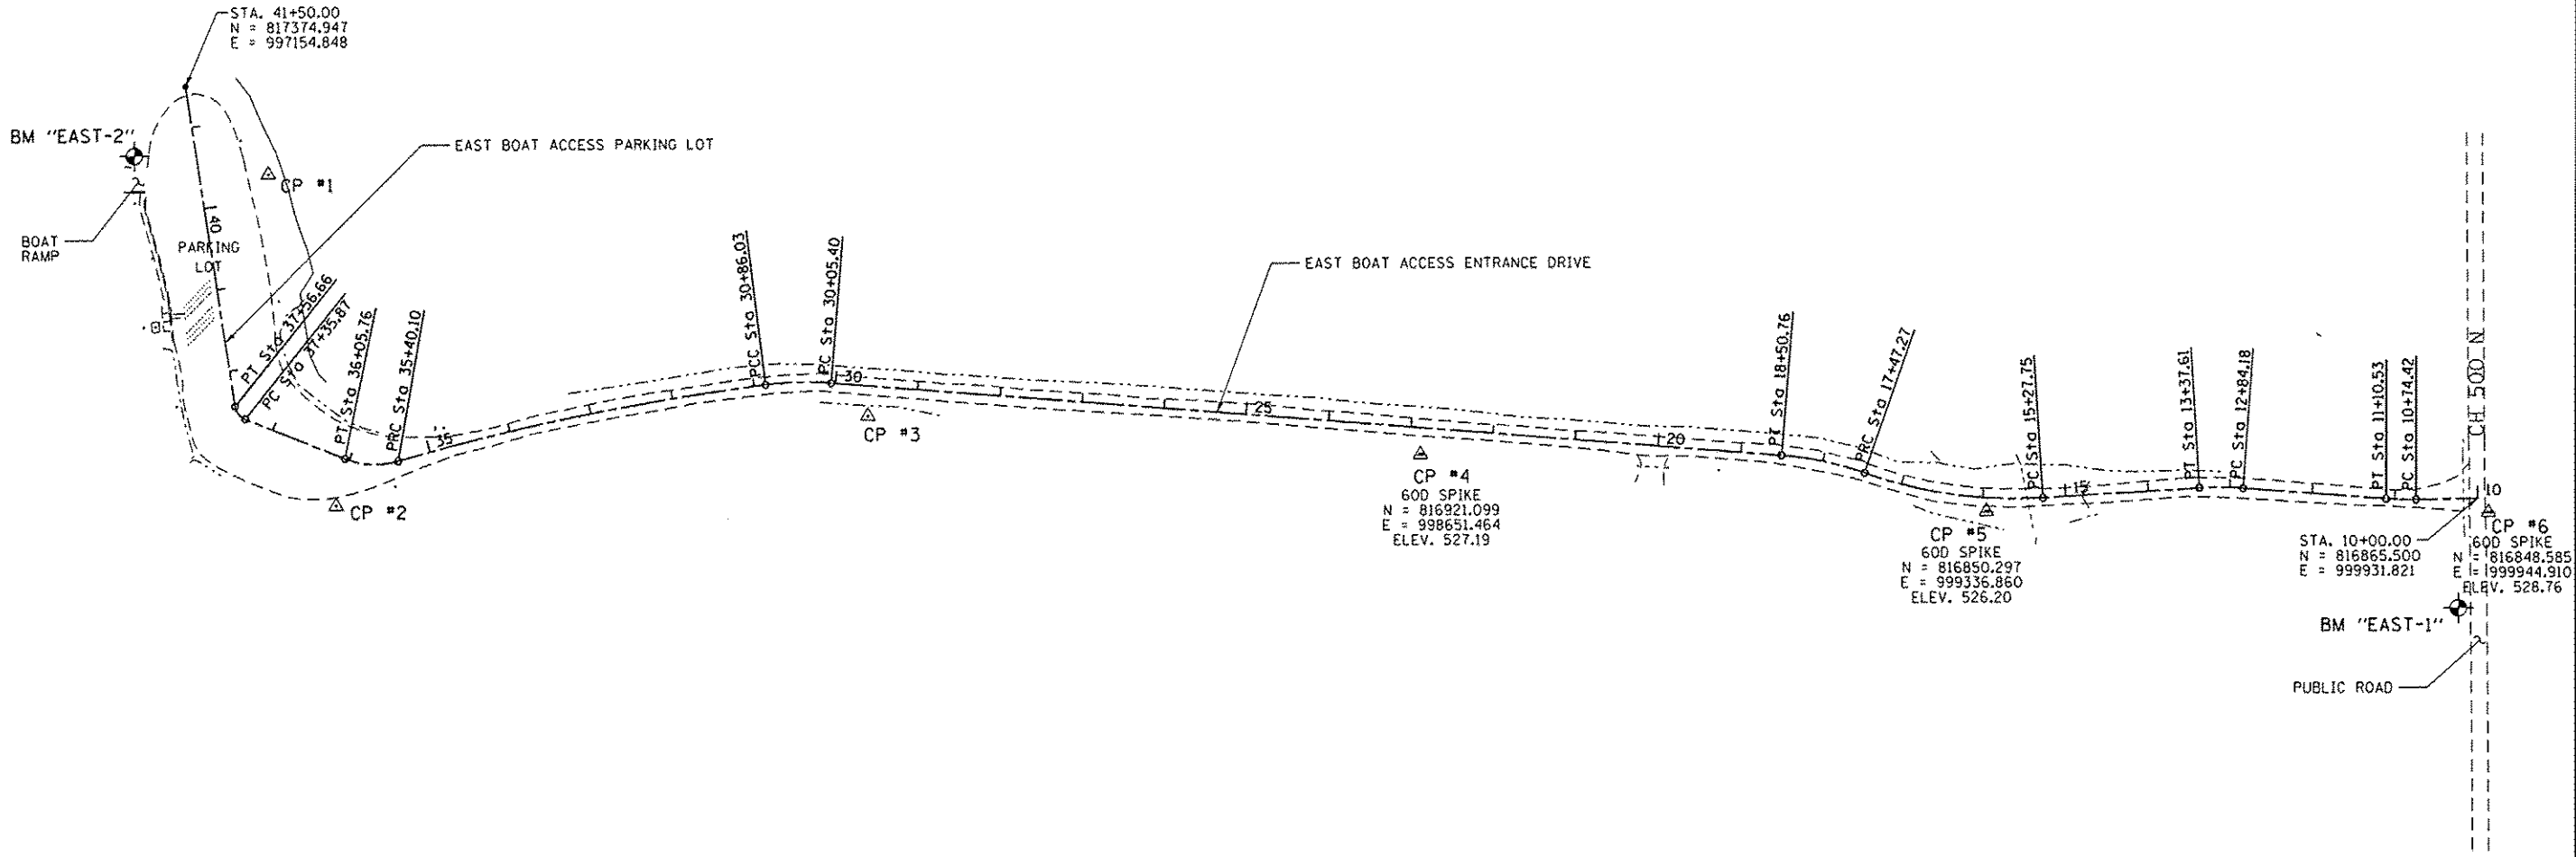 STA. 41+50.00
N = 817374.947
E = 997154.848
BM "EAST-2"
EAST BOAT ACCESS PARKING LOT
CP #1
BOAT
RAMP
40
PARKING
LOT
PT Sta 37+56.66
PC Sta 37+35.87
PT Sta 36+05.76
PRC Sta 35+40.10
35
CP #2
PCC Sta 30+86.03
PC Sta 30+05.40
30
CP #3
EAST BOAT ACCESS ENTRANCE DRIVE
25
CP #4
60D SPIKE
N = 816921.099
E = 998651.464
ELEV. 527.19
20
PT Sta 18+50.76
PRC Sta 17+47.27
PC Sta 15+27.75
15
CP #5
60D SPIKE
N = 816850.297
E = 999336.860
ELEV. 526.20
PT Sta 13+37.61
PC Sta 12+84.18
PT Sta 11+10.53
PC Sta 10+74.42
CH 500 N
10
STA. 10+00.00
N = 816865.500
E = 999931.821
CP #6
60D SPIKE
N = 816848.585
E = 999944.910
ELEV. 528.76
BM "EAST-1"
PUBLIC ROAD